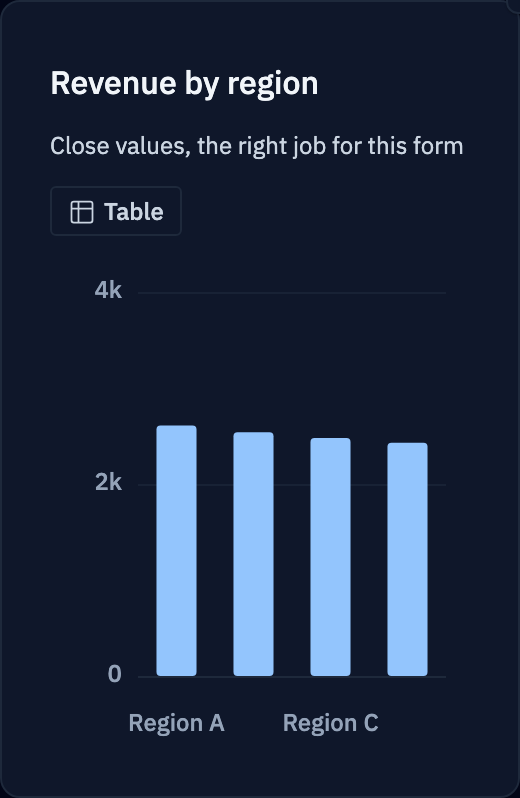 Revenue by region
Close values, the right job for this form
Table
4k
2k
0
Region A Region C